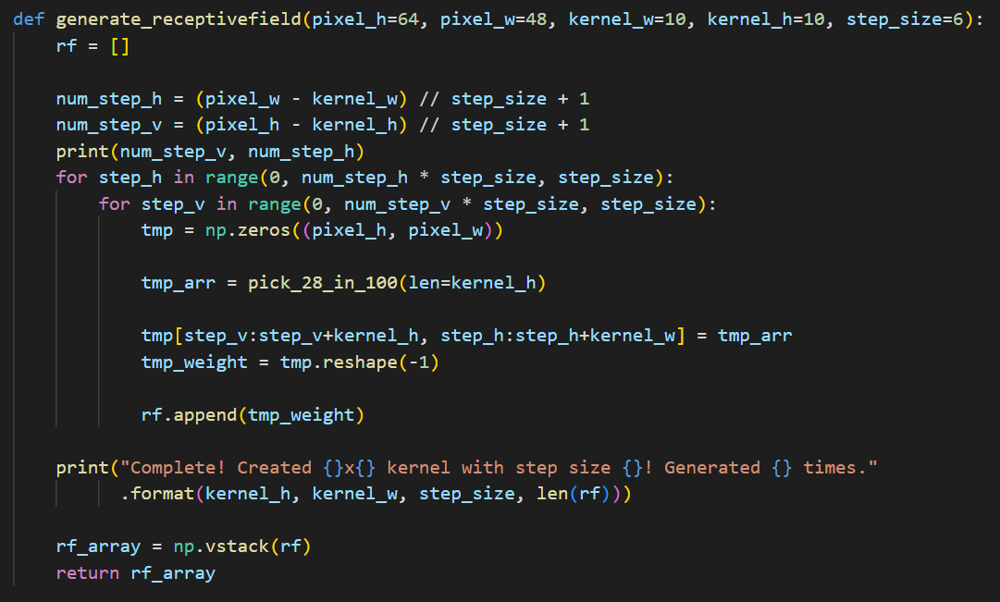 def generate_receptivefield(pixel_h=64, pixel_w=48, kernel_w=10, kernel_h=10, step_size=6):
    rf = []

    num_step_h = (pixel_w - kernel_w) // step_size + 1
    num_step_v = (pixel_h - kernel_h) // step_size + 1
    print(num_step_v, num_step_h)
    for step_h in range(0, num_step_h * step_size, step_size):
        for step_v in range(0, num_step_v * step_size, step_size):
            tmp = np.zeros((pixel_h, pixel_w))

            tmp_arr = pick_28_in_100(len=kernel_h)

            tmp[step_v:step_v+kernel_h, step_h:step_h+kernel_w] = tmp_arr
            tmp_weight = tmp.reshape(-1)

            rf.append(tmp_weight)

    print("Complete! Created {}x{} kernel with step size {}! Generated {} times."
          .format(kernel_h, kernel_w, step_size, len(rf)))

    rf_array = np.vstack(rf)
    return rf_array